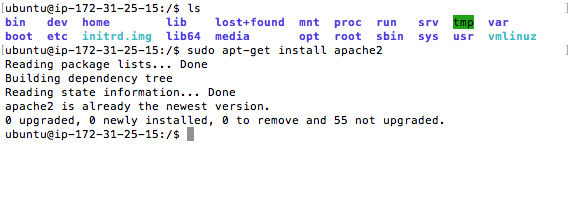 [ubuntu@ip-172-31-25-15:/$ ls ]
bin dev home lib lost+found mnt proc run srv tmp var
boot etc initrd.img lib64 media opt root sbin sys usr vmlinuz
[ubuntu@ip-172-31-25-15:/$ sudo apt-get install apache2 ]
Reading package lists... Done
Building dependency tree
Reading state information... Done
apache2 is already the newest version.
0 upgraded, 0 newly installed, 0 to remove and 55 not upgraded.
ubuntu@ip-172-31-25-15:/$